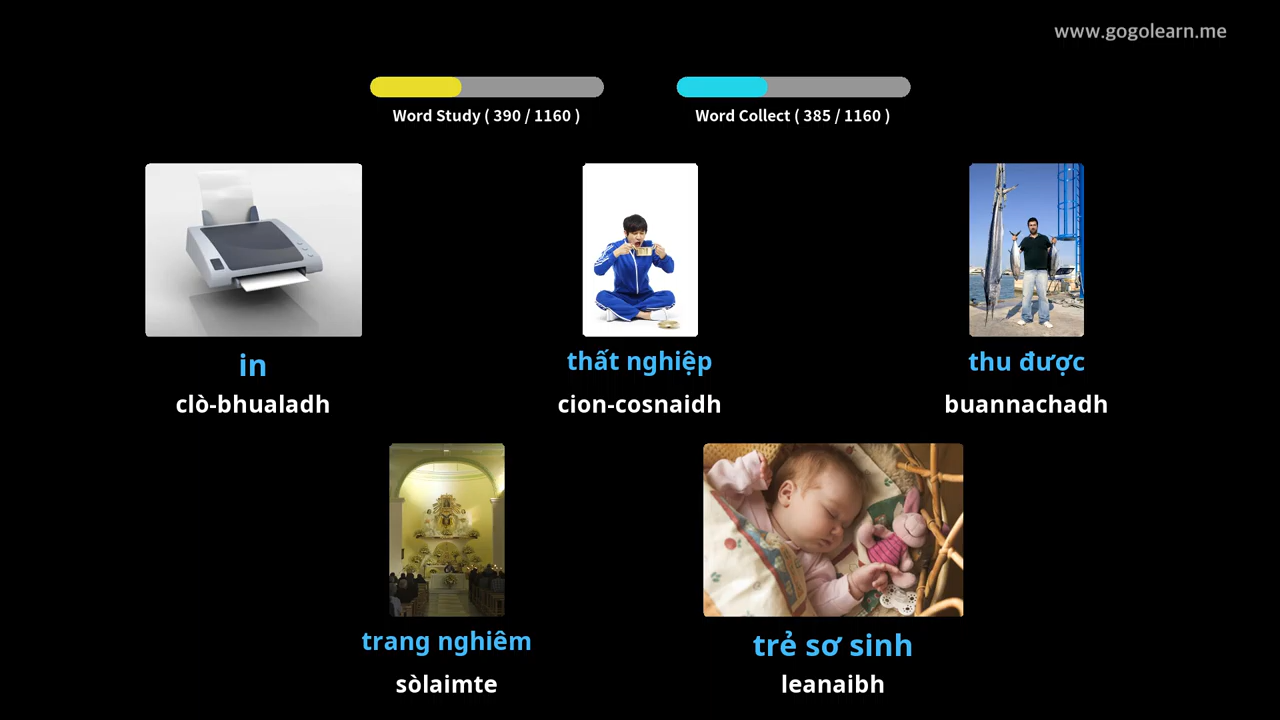 www.gogolearn.me
Word Study ( 390 / 1160 )
Word Collect ( 385 / 1160 )
in
clò-bhualadh
thất nghiệp
cion-cosnaidh
thu được
buannachadh
trang nghiêm
sòlaimte
trẻ sơ sinh
leanaibh